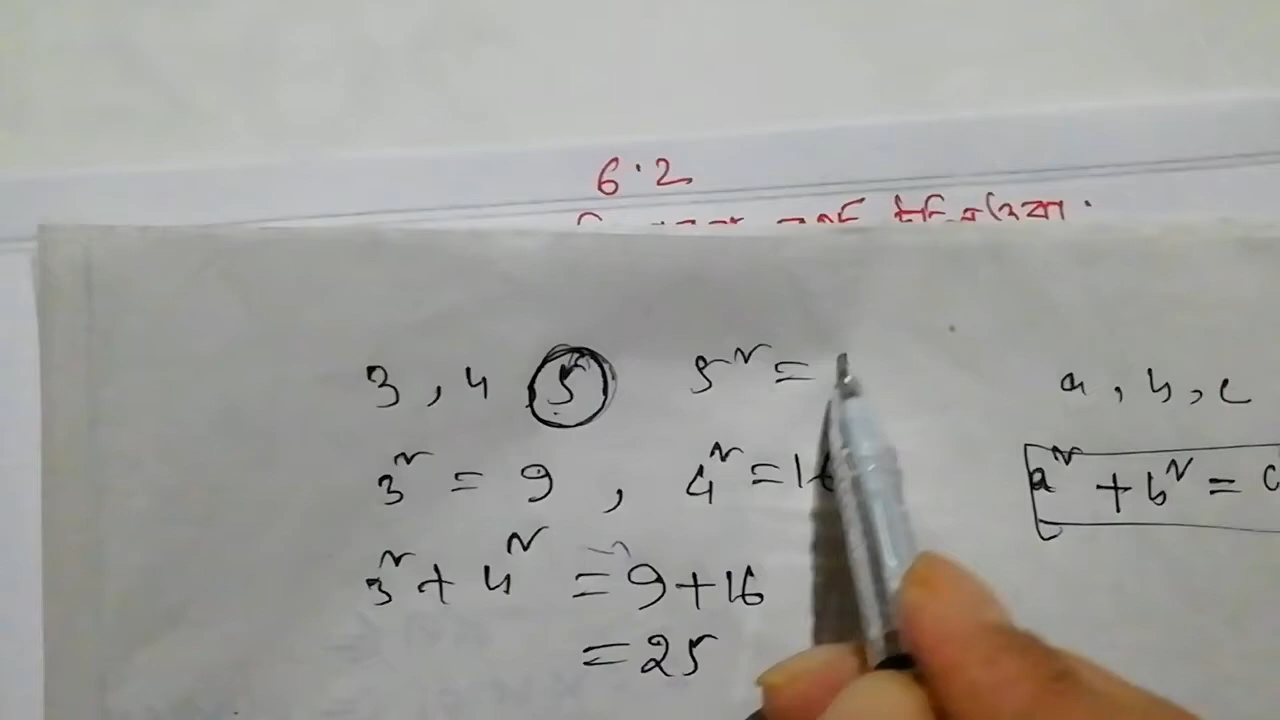 6.2
3, 4 5 5² =
a, b, c
3² = 9, 4² = 16
a² + b² = c
3² + 4² = 9+16
= 25